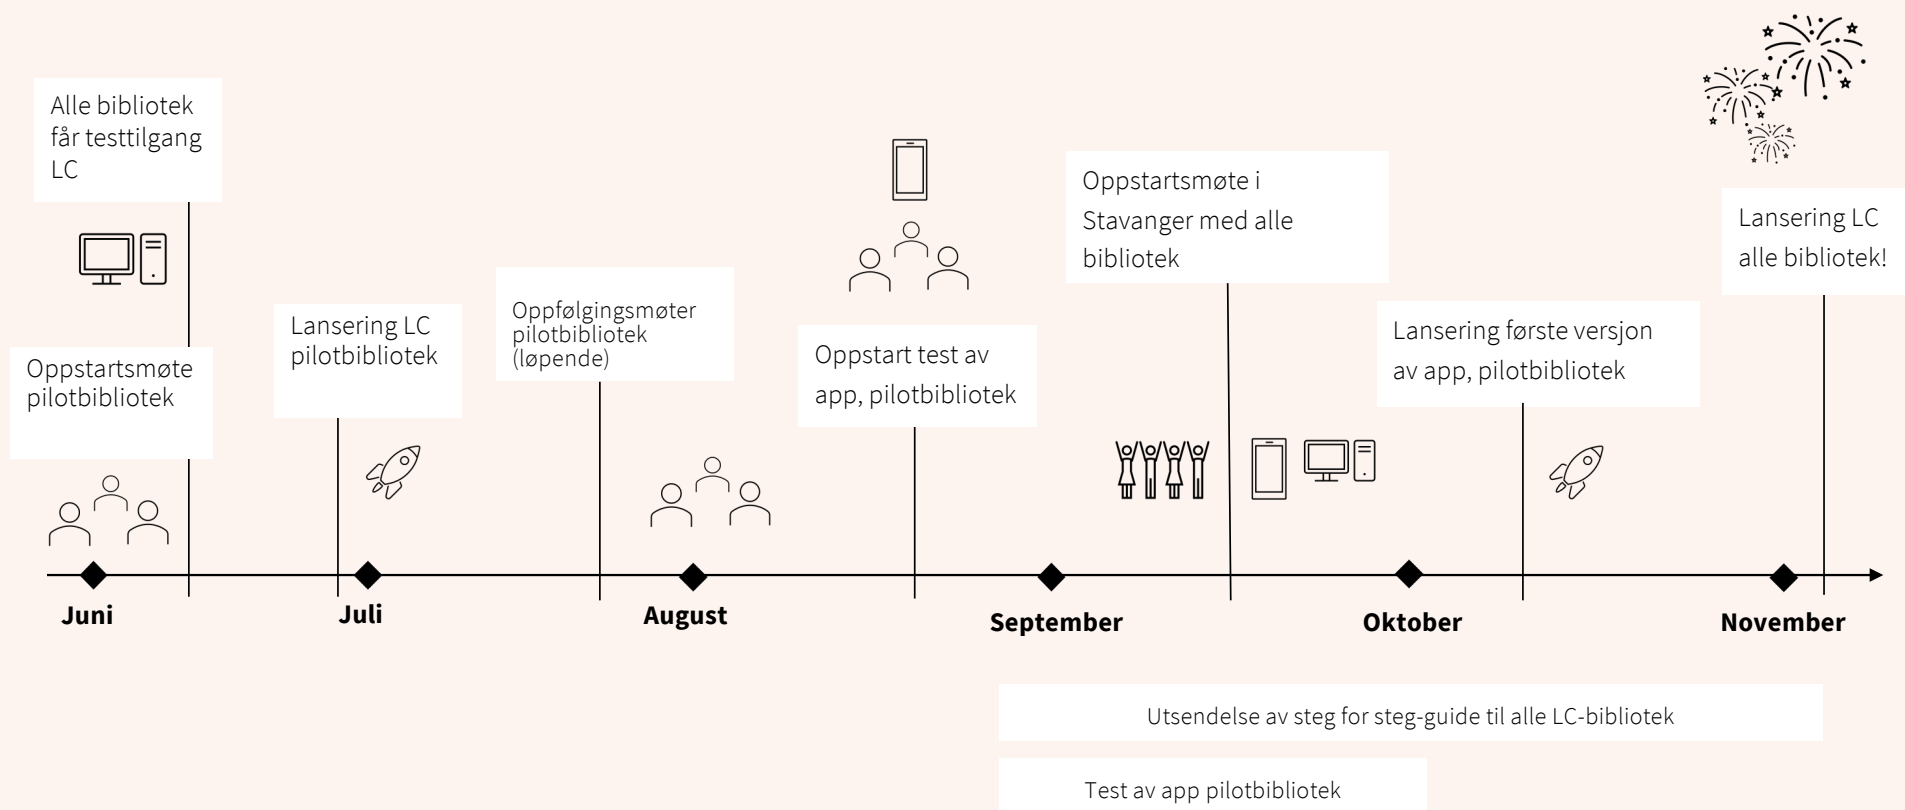 Alle bibliotek
får testtilgang
LC
Oppstartsmøte
pilotbibliotek
Lansering LC
pilotbibliotek
Oppfølgingsmøter
pilotbibliotek
(løpende)
Oppstart test av
app, pilotbibliotek
Oppstartsmøte i
Stavanger med alle
bibliotek
Lansering første versjon
av app, pilotbibliotek
Lansering LC
alle bibliotek!
Juni
Juli
August
September
Oktober
November
Utsendelse av steg for steg-guide til alle LC-bibliotek
Test av app pilotbibliotek